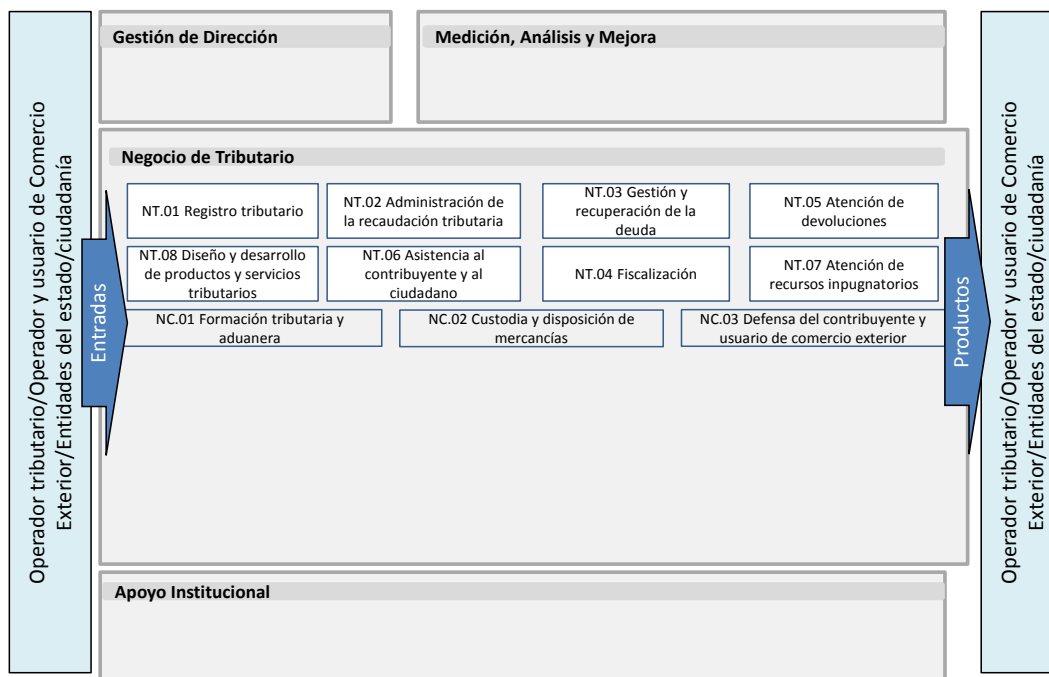 Operador tributario/Operador y usuario de Comercio
Exterior/Entidades del estado/ciudadanía
Entradas
Gestión de Dirección
Medición, Análisis y Mejora
Negocio de Tributario
NT.01 Registro tributario
NT.02 Administración de
la recaudación tributaria
NT.03 Gestión y
recuperación de la
deuda
NT.05 Atención de
devoluciones
NT.08 Diseño y desarrollo
de productos y servicios
tributarios
NT.06 Asistencia al
contribuyente y al
ciudadano
NT.04 Fiscalización
NT.07 Atención de
recursos inpugnatorios
NC.01 Formación tributaria y
aduanera
NC.02 Custodia y disposición de
mercancías
NC.03 Defensa del contribuyente y
usuario de comercio exterior
Apoyo Institucional
Productos
Operador tributario/Operador y usuario de Comercio
Exterior/Entidades del estado/ciudadanía